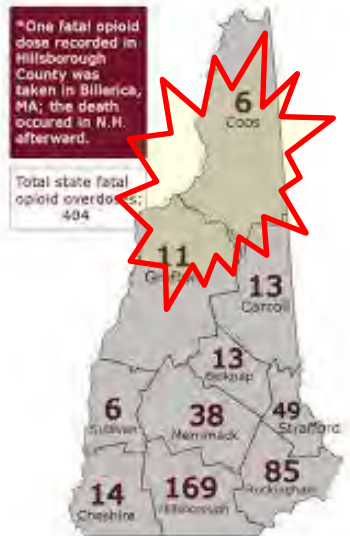 *One fatal opioid
dose recorded in
Hillsborough
County was
taken in Billerica,
MA; the death
occured in N.H.
afterward.
Total state fatal
opioid overdoses:
404
6
Coos
11
Grafton
13
Carroll
13
Belknap
6
Sullivan
38
Merrimack
49
Strafford
14
Cheshire
169
Hillsborough
85
Rockingham